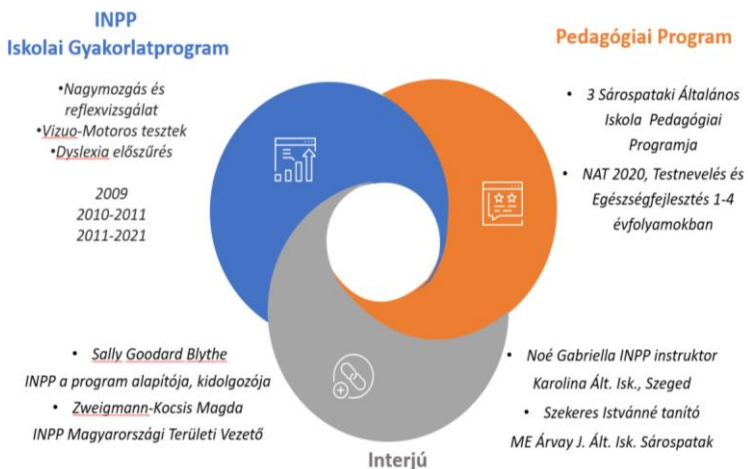 INPP
Iskolai Gyakorlatprogram
•Nagymozgás és
reflexvizsgálat
•Vizuo-Motoros tesztek
•Dyslexia előszűrés
2009
2010-2011
2011-2021
Pedagógiai Program
• 3 Sárospataki Általános
Iskola Pedagógiai
Programja
• NAT 2020, Testnevelés és
Egészségfejlesztés 1-4
évfolyamokban
• Sally Goodard Blythe
INPP a program alapítója, kidolgozója
• Zweigmann-Kocsis Magda
INPP Magyarországi Területi Vezető
• Noé Gabriella INPP instruktor
Karolina Ált. Isk., Szeged
• Szekeres Istvánné tanító
ME Árvay J. Ált. Isk. Sárospatak
Interjú